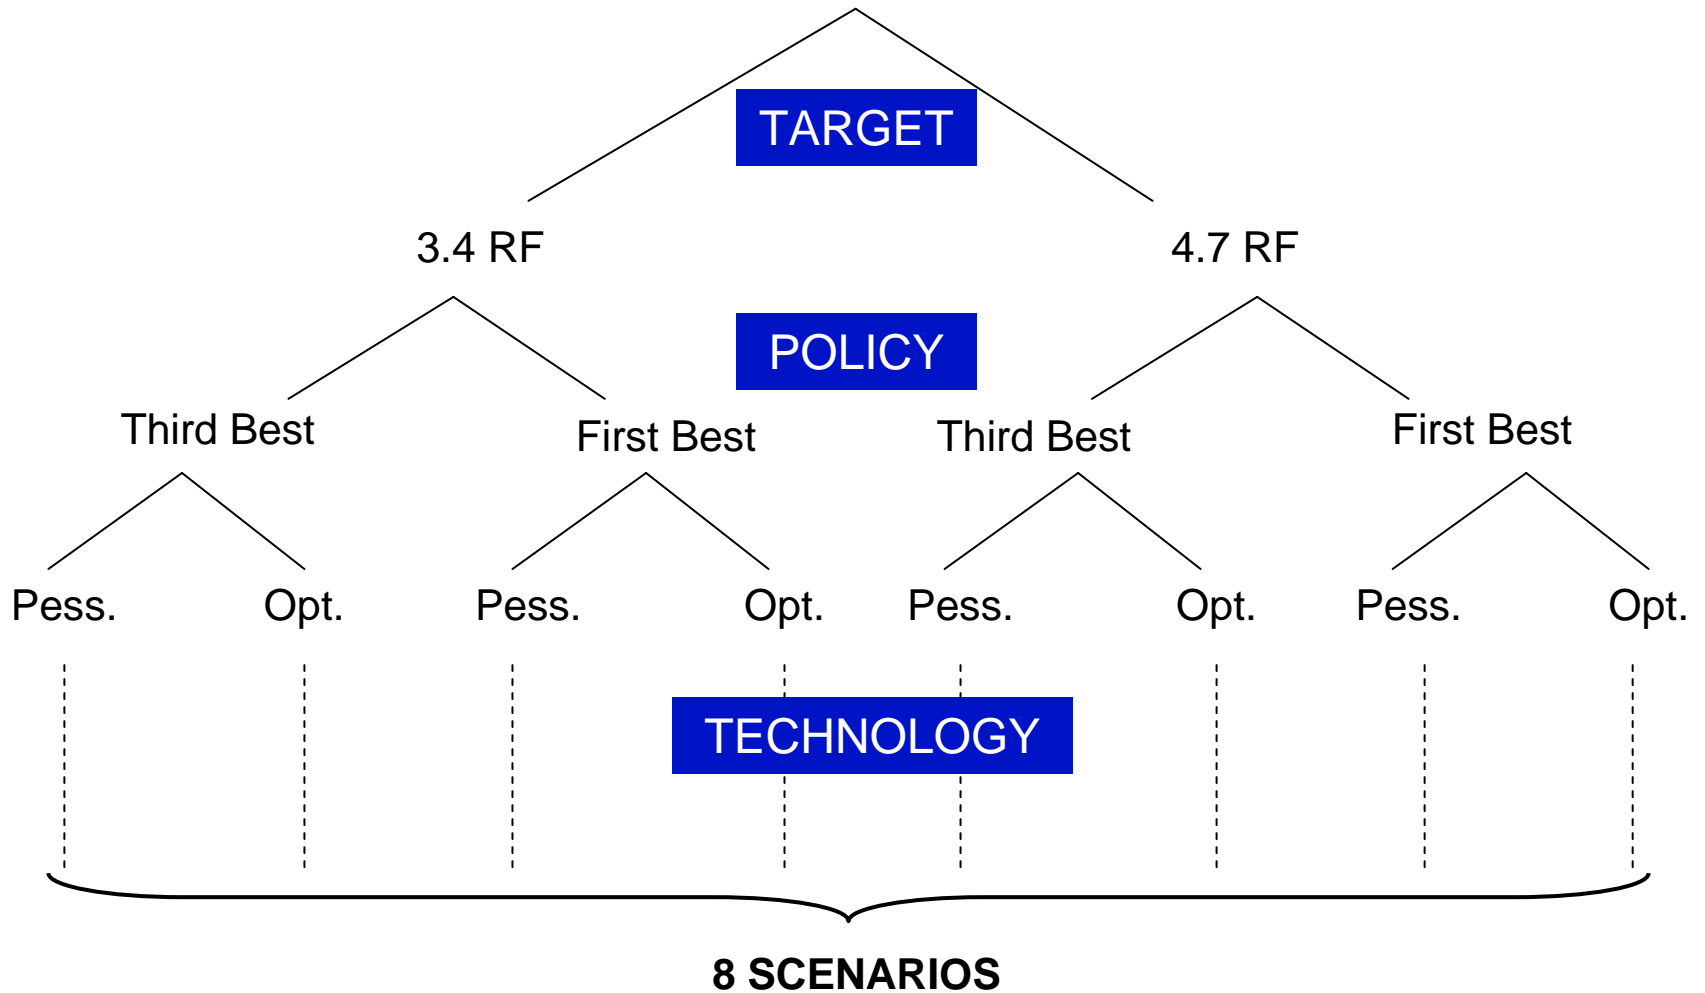 TARGET
3.4 RF 4.7 RF
POLICY
Third Best First Best Third Best First Best
Pess. Opt. Pess. Opt. Pess. Opt. Pess. Opt.
TECHNOLOGY
8 SCENARIOS